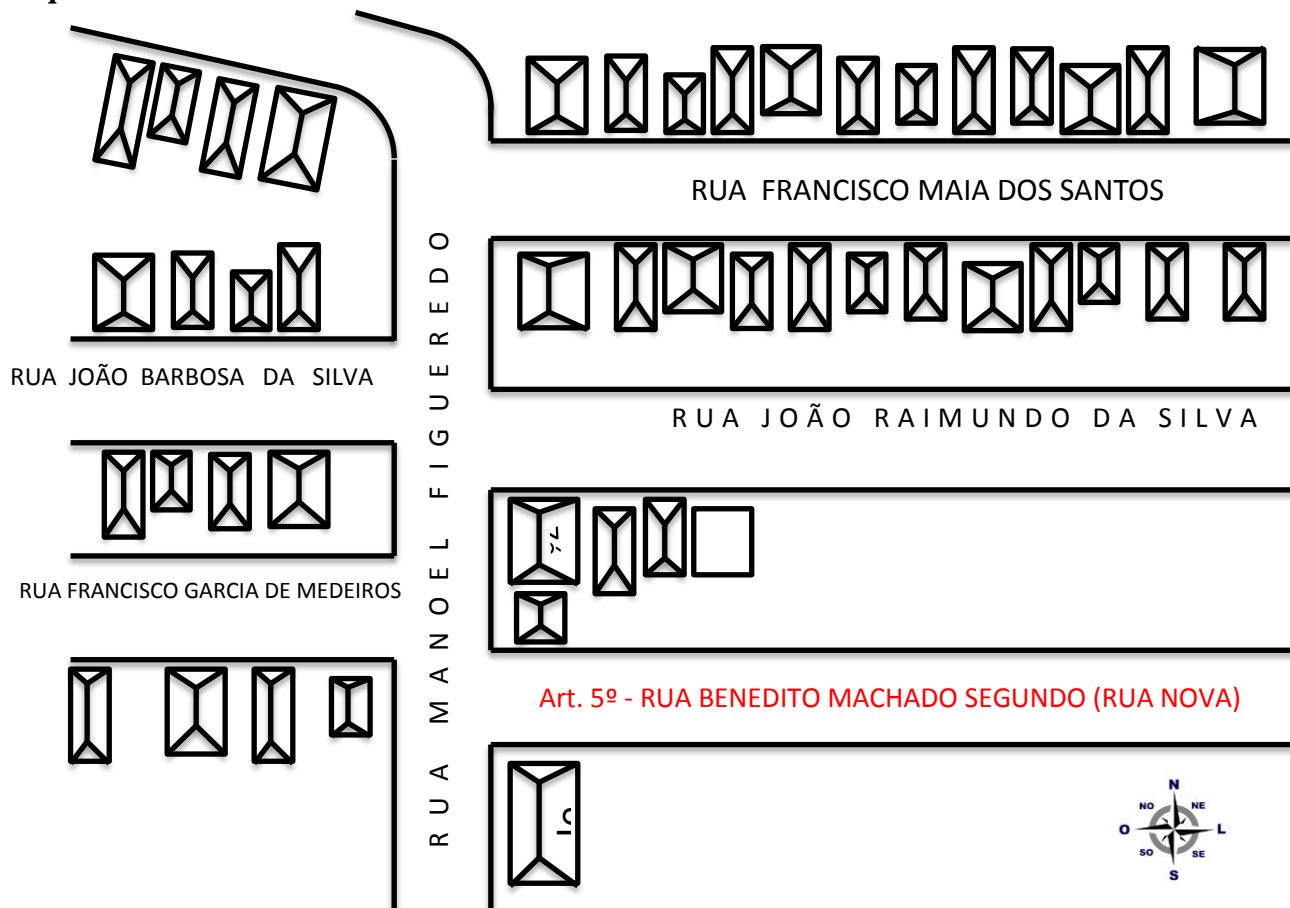 RUA FRANCISCO MAIA DOS SANTOS
RUA MANOEL FIGUEREDO
RUA JOÃO BARBOSA DA SILVA
RUA JOÃO RAIMUNDO DA SILVA
RUA FRANCISCO GARCIA DE MEDEIROS
Art. 5º - RUA BENEDITO MACHADO SEGUNDO (RUA NOVA)
N
NO NE
O L
SO SE
S